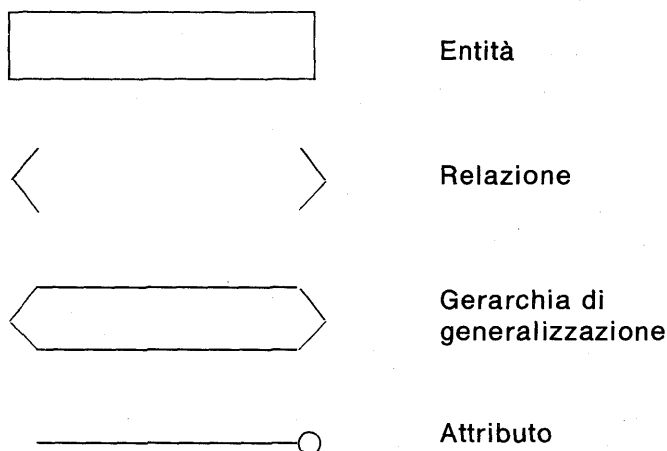 Entità
Relazione
Gerarchia di
generalizzazione
Attributo